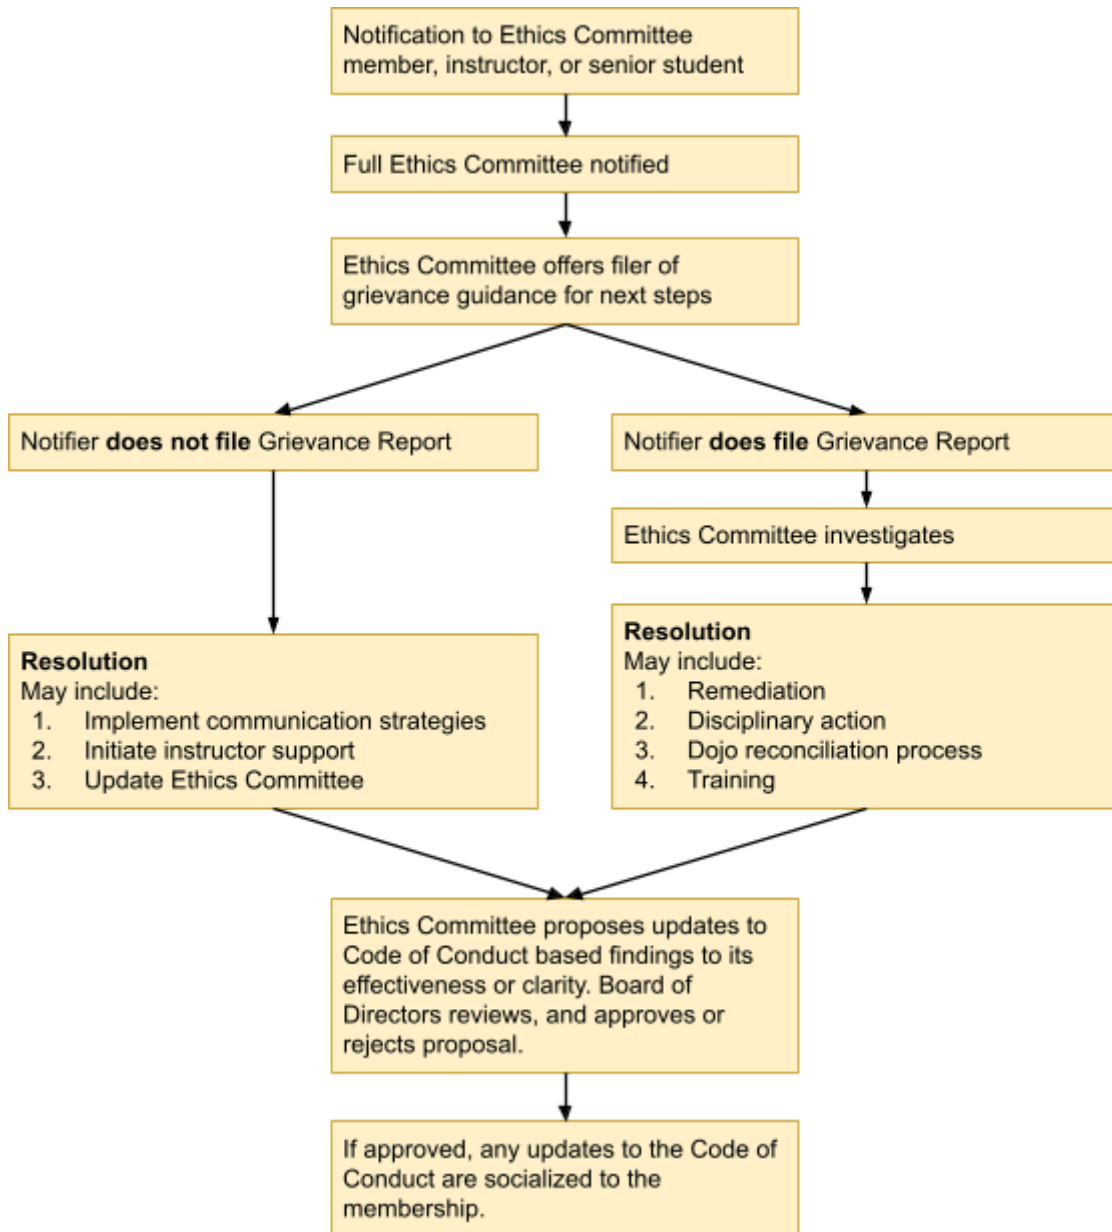 Notification to Ethics Committee
member, instructor, or senior student
Full Ethics Committee notified
Ethics Committee offers filer of
grievance guidance for next steps
Notifier does not file Grievance Report
Notifier does file Grievance Report
Ethics Committee investigates
Resolution
May include:
1. Implement communication strategies
2. Initiate instructor support
3. Update Ethics Committee
Resolution
May include:
1. Remediation
2. Disciplinary action
3. Dojo reconciliation process
4. Training
Ethics Committee proposes updates to
Code of Conduct based findings to its
effectiveness or clarity. Board of
Directors reviews, and approves or
rejects proposal.
If approved, any updates to the Code of
Conduct are socialized to the
membership.